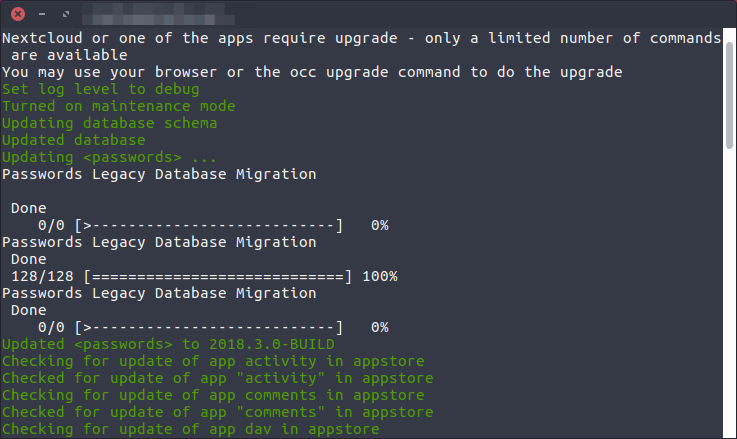 Nextcloud or one of the apps require upgrade - only a limited number of commands
are available
You may use your browser or the occ upgrade command to do the upgrade
Set log level to debug
Turned on maintenance mode
Updating database schema
Updated database
Updating <passwords> ...
Passwords Legacy Database Migration
Done
0/0 [>---------------------------]   0%
Passwords Legacy Database Migration
Done
128/128 [============================] 100%
Passwords Legacy Database Migration
Done
0/0 [>---------------------------]   0%
Updated <passwords> to 2018.3.0-BUILD
Checking for update of app activity in appstore
Checked for update of app "activity" in appstore
Checking for update of app comments in appstore
Checked for update of app "comments" in appstore
Checking for update of app dav in appstore